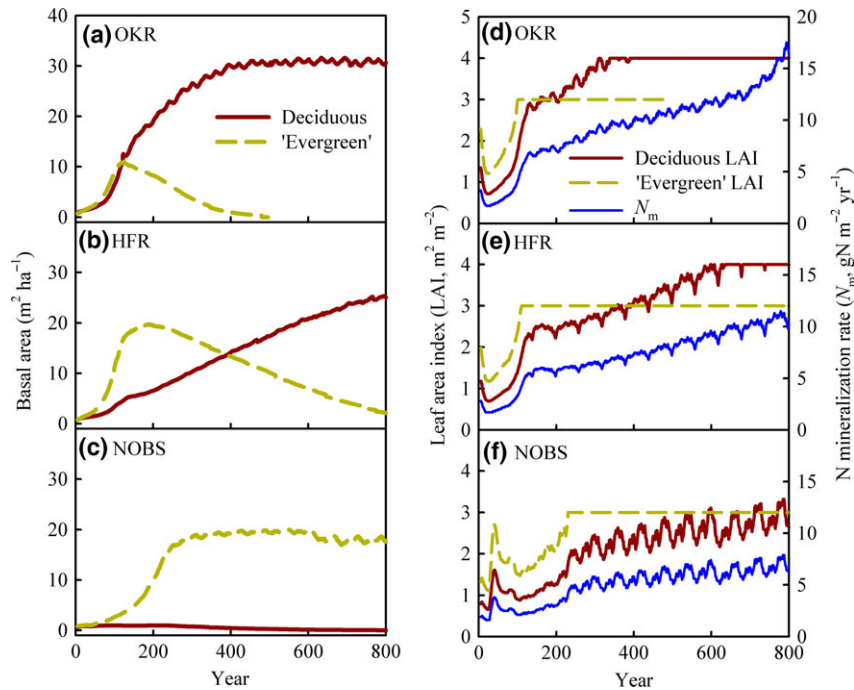 (a) OKR
40
30
20
10
0
Deciduous
'Evergreen'
(b) HFR
30
20
10
0
(c) NOBS
30
20
10
0
0 200 400 600 800
Year
Basal area (m² ha⁻¹)
(d) OKR
5
4
3
2
1
0
20
15
10
5
0
Deciduous LAI
'Evergreen' LAI
Nm
(e) HFR
4
3
2
1
0
15
10
5
0
(f) NOBS
4
3
2
1
0
15
10
5
0
0 200 400 600 800
Year
Leaf area index (LAI, m² m⁻²)
N mineralization rate (Nm, gN m⁻² yr⁻¹)